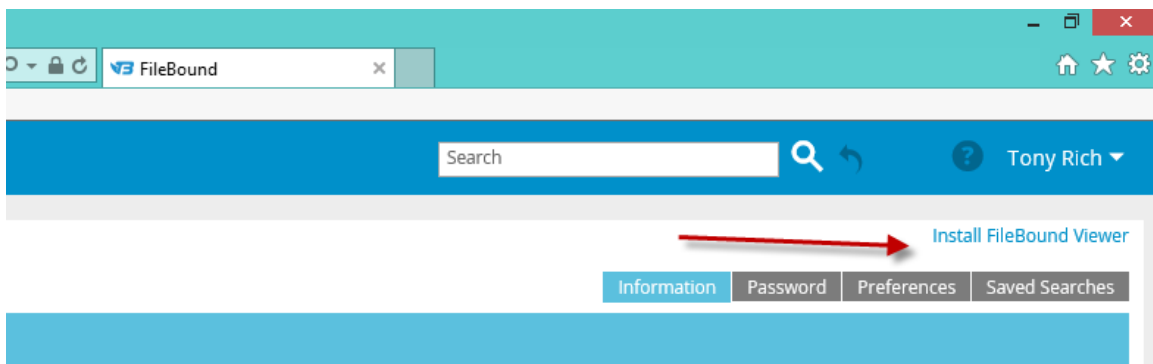 FileBound
Search
Tony Rich
Install FileBound Viewer
Information Password Preferences Saved Searches